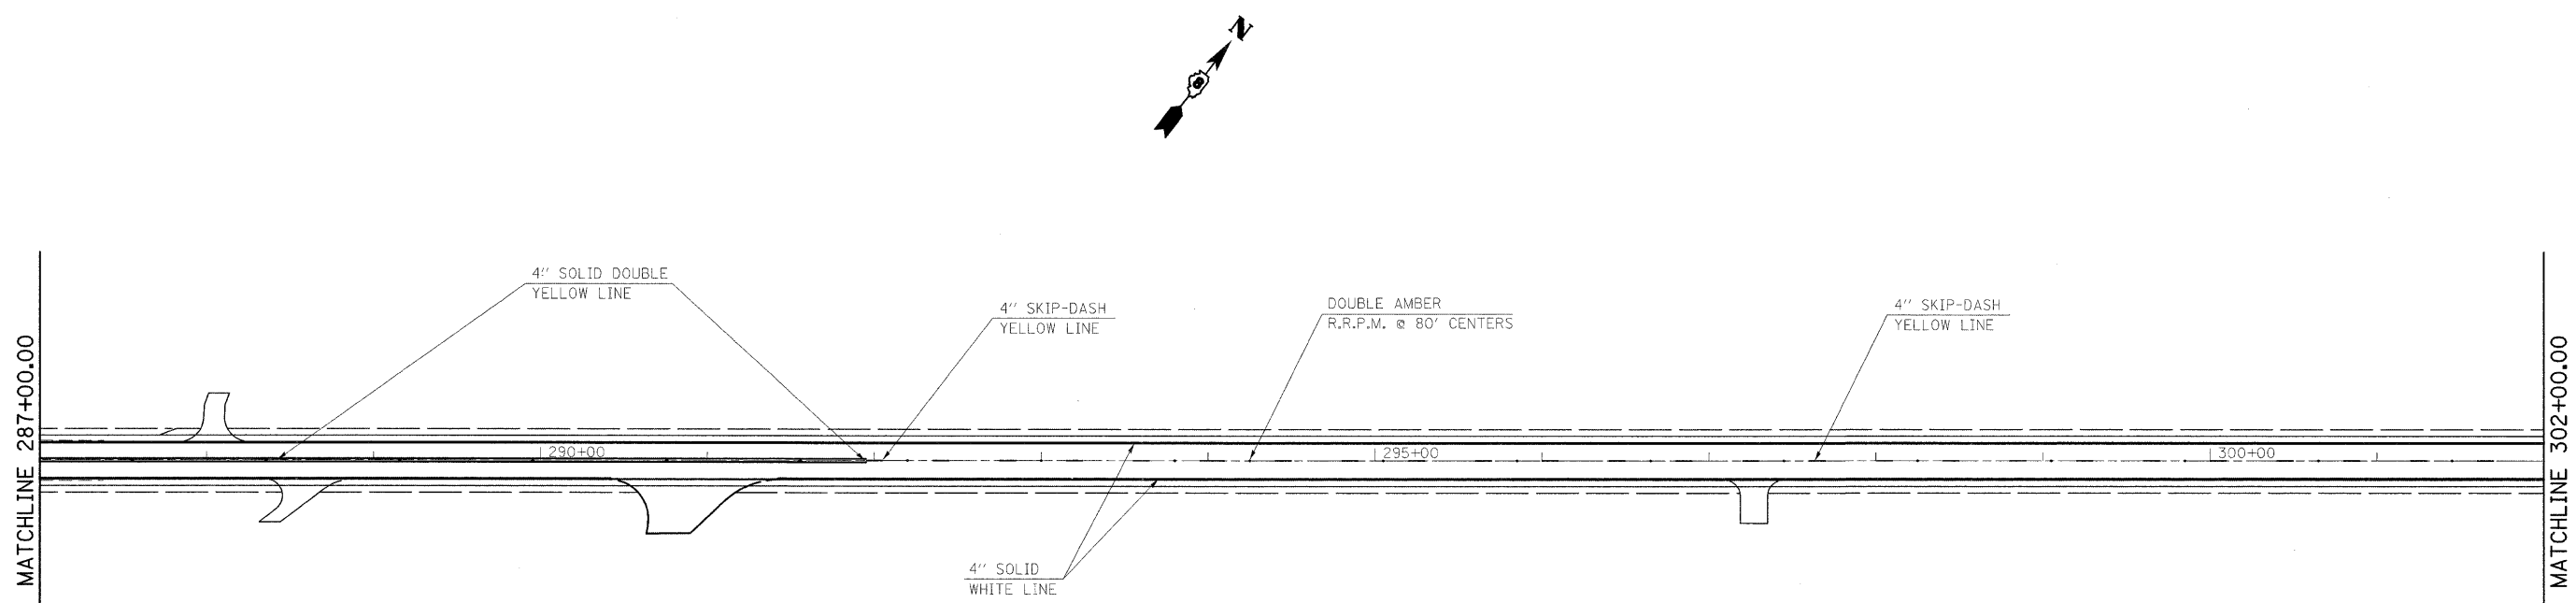 N
8
4" SOLID DOUBLE
YELLOW LINE
4" SKIP-DASH
YELLOW LINE
DOUBLE AMBER
R.R.P.M. @ 80' CENTERS
4" SKIP-DASH
YELLOW LINE
MATCHLINE 287+00.00
290+00
295+00
300+00
MATCHLINE 302+00.00
4" SOLID
WHITE LINE